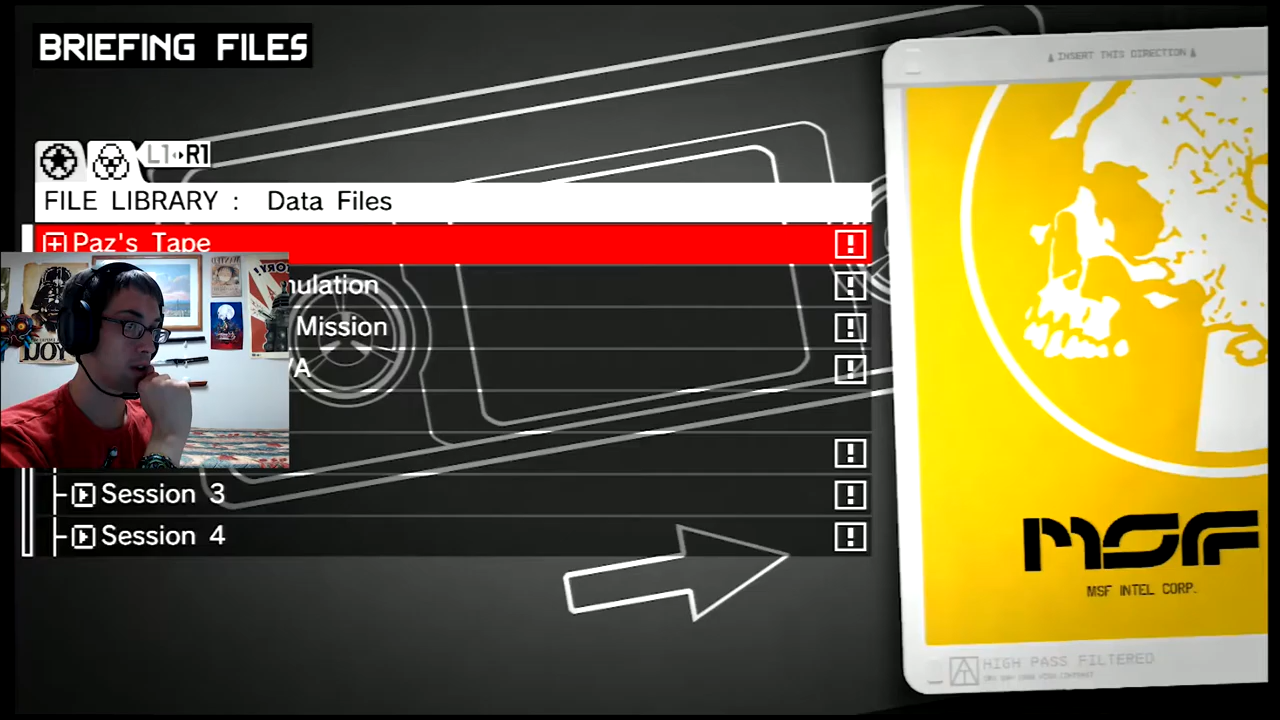 BRIEFING FILES
INSERT THIS DIRECTION
L1 R1
FILE LIBRARY : Data Files
Paz's Tape
Mission
Session 3
Session 4
MSF
MSF INTEL CORP.
HIGH PASS FILTERED